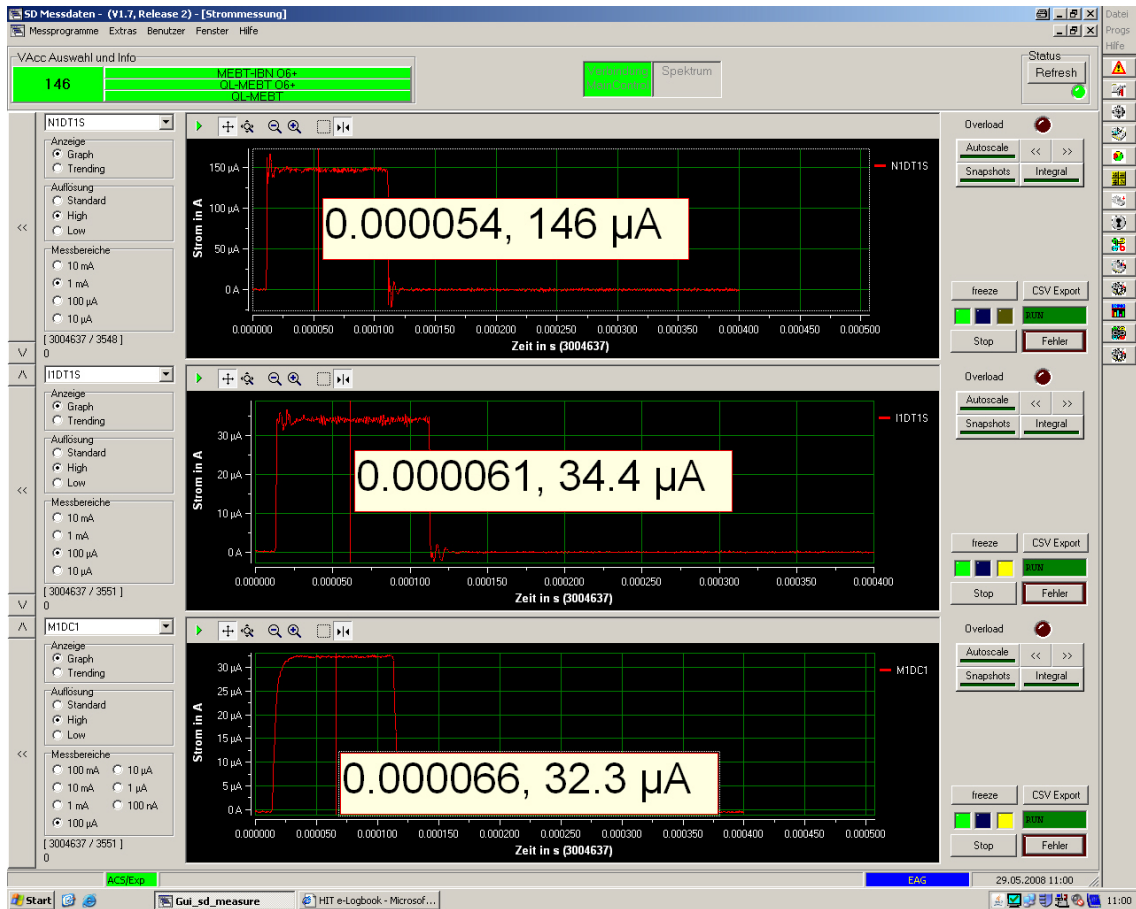 SD Messdaten - (V1.7, Release 2) - [Strommessung]
Messprogramme Extras Benutzer Fenster Hilfe
Datei
Progs
Hilfe
VAcc Auswahl und Info
146
MEBT-IBN O6+
QL-MEBT O6+
QL-MEBT
Verbindung
MainControl
Spektrum
Status
Refresh
N1DT1S
Anzeige
Graph
Trending
Auflösung
Standard
High
Low
Messbereiche
10 mA
1 mA
100 µA
10 µA
[ 3004637 / 3548 ]
0
<<
\/
Strom in A
150 µA
100 µA
50 µA
0 A
0.000054, 146 µA
N1DT1S
0.000000 0.000050 0.000100 0.000150 0.000200 0.000250 0.000300 0.000350 0.000400 0.000450 0.000500
Zeit in s (3004637)
Overload
Autoscale << >>
Snapshots Integral
freeze CSV Export
RUN
Stop Fehler
/\
I1DT1S
Anzeige
Graph
Trending
Auflösung
Standard
High
Low
Messbereiche
10 mA
1 mA
100 µA
10 µA
[ 3004637 / 3551 ]
0
<<
\/
Strom in A
30 µA
20 µA
10 µA
0 A
0.000061, 34.4 µA
I1DT1S
0.000000 0.000050 0.000100 0.000150 0.000200 0.000250 0.000300 0.000350 0.000400
Zeit in s (3004637)
Overload
Autoscale << >>
Snapshots Integral
freeze CSV Export
RUN
Stop Fehler
/\
M1DC1
Anzeige
Graph
Trending
Auflösung
Standard
High
Low
Messbereiche
100 mA 10 µA
10 mA 1 µA
1 mA 100 nA
100 µA
[ 3004637 / 3551 ]
0
<<
Strom in A
30 µA
25 µA
20 µA
15 µA
10 µA
5 µA
0 A
0.000066, 32.3 µA
M1DC1
0.000000 0.000050 0.000100 0.000150 0.000200 0.000250 0.000300 0.000350 0.000400 0.000450 0.000500
Zeit in s (3004637)
Overload
Autoscale << >>
Snapshots Integral
freeze CSV Export
RUN
Stop Fehler
ACS/Exp
EAG
29.05.2008 11:00
Start
Gui_sd_measure
HIT e-Logbook - Microsof...
11:00